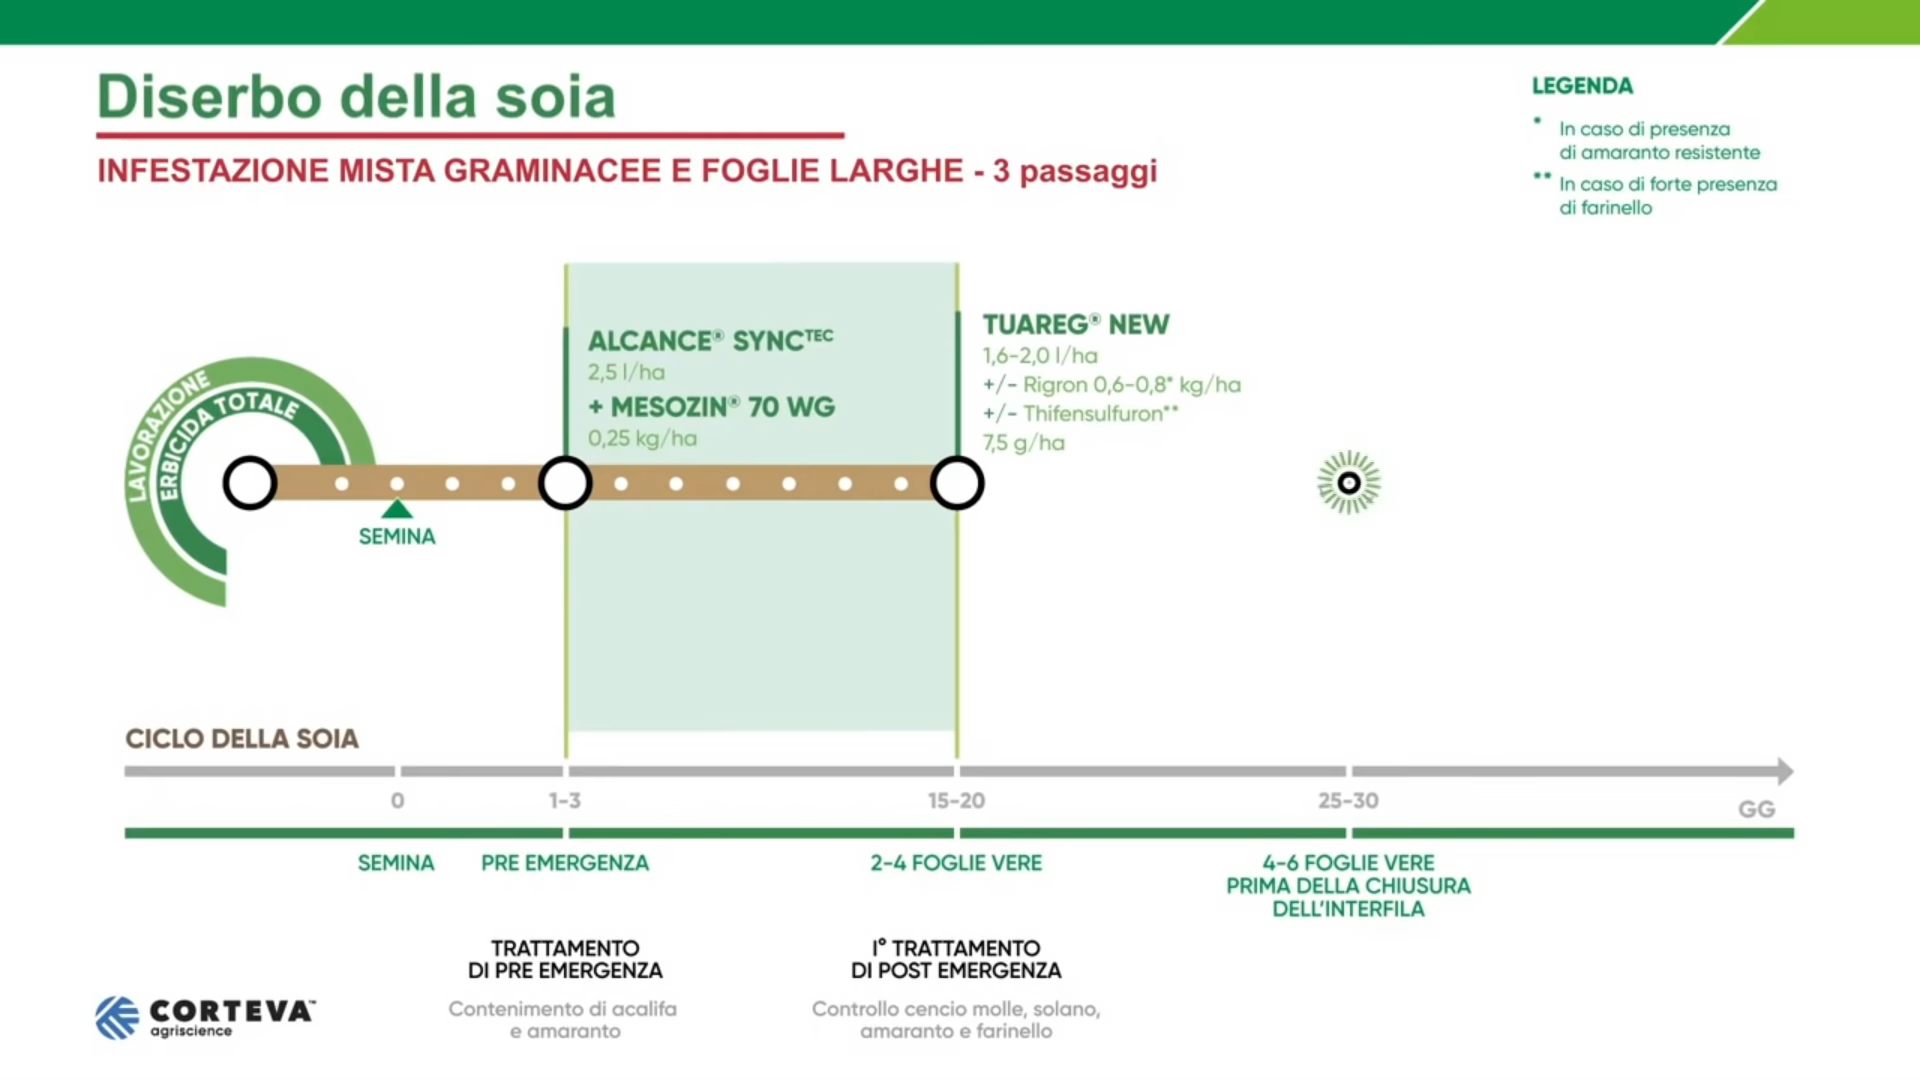 Diserbo della soia
INFESTAZIONE MISTA GRAMINACEE E FOGLIE LARGHE - 3 passaggi
LEGENDA
* In caso di presenza
di amaranto resistente
** In caso di forte presenza
di farinello
LAVORAZIONE
ERBICIDA TOTALE
SEMINA
ALCANCE® SYNCTEC
2,5 l/ha
+ MESOZIN® 70 WG
0,25 kg/ha
TUAREG® NEW
1,6-2,0 l/ha
+/- Rigron 0,6-0,8* kg/ha
+/- Thifensulfuron**
7,5 g/ha
CICLO DELLA SOIA
0
1-3
15-20
25-30
GG
SEMINA
PRE EMERGENZA
2-4 FOGLIE VERE
4-6 FOGLIE VERE
PRIMA DELLA CHIUSURA
DELL'INTERFILA
TRATTAMENTO
DI PRE EMERGENZA
Contenimento di acalifa
e amaranto
I° TRATTAMENTO
DI POST EMERGENZA
Controllo cencio molle, solano,
amaranto e farinello
CORTEVA™
agriscience